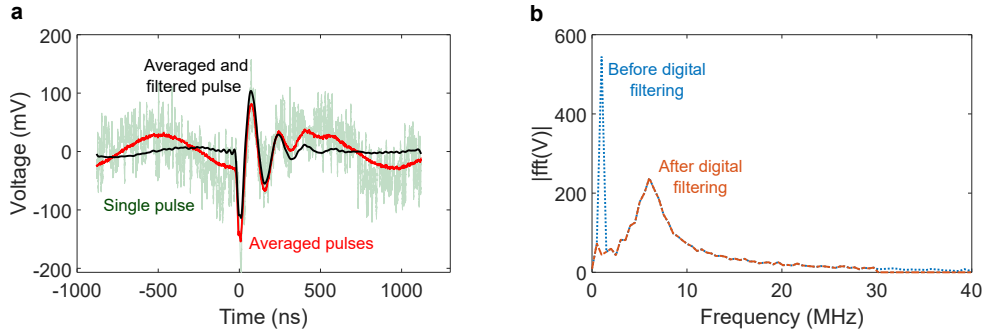 a
200
100
0
-100
-200
-1000
-500
0
500
1000
Voltage (mV)
Time (ns)
Averaged and
filtered pulse
Single pulse
Averaged pulses
b
600
400
200
0
0
10
20
30
40
|fft(V)|
Frequency (MHz)
Before digital
filtering
After digital
filtering